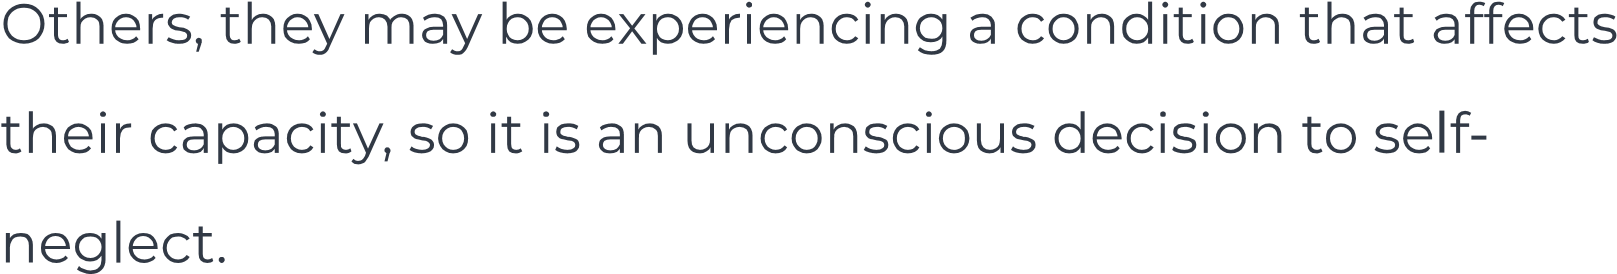 Others, they may be experiencing a condition that affects
their capacity, so it is an unconscious decision to self-
neglect.